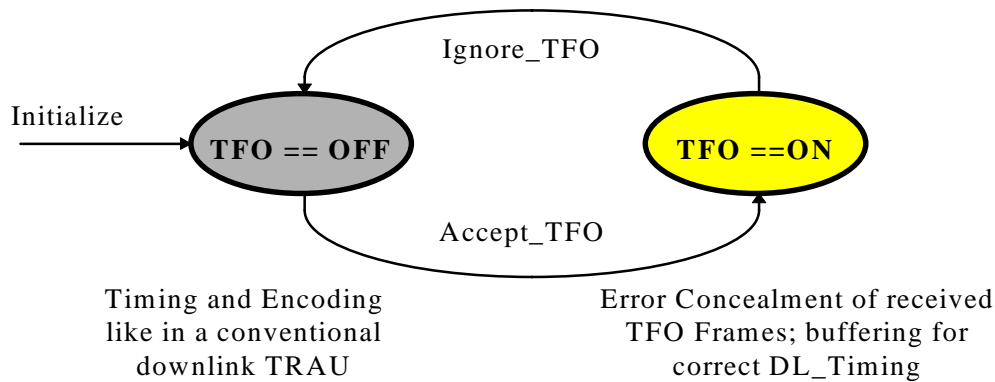 Ignore_TFO
Initialize
TFO == OFF
TFO ==ON
Accept_TFO
Timing and Encoding
like in a conventional
downlink TRAU
Error Concealment of received
TFO Frames; buffering for
correct DL_Timing